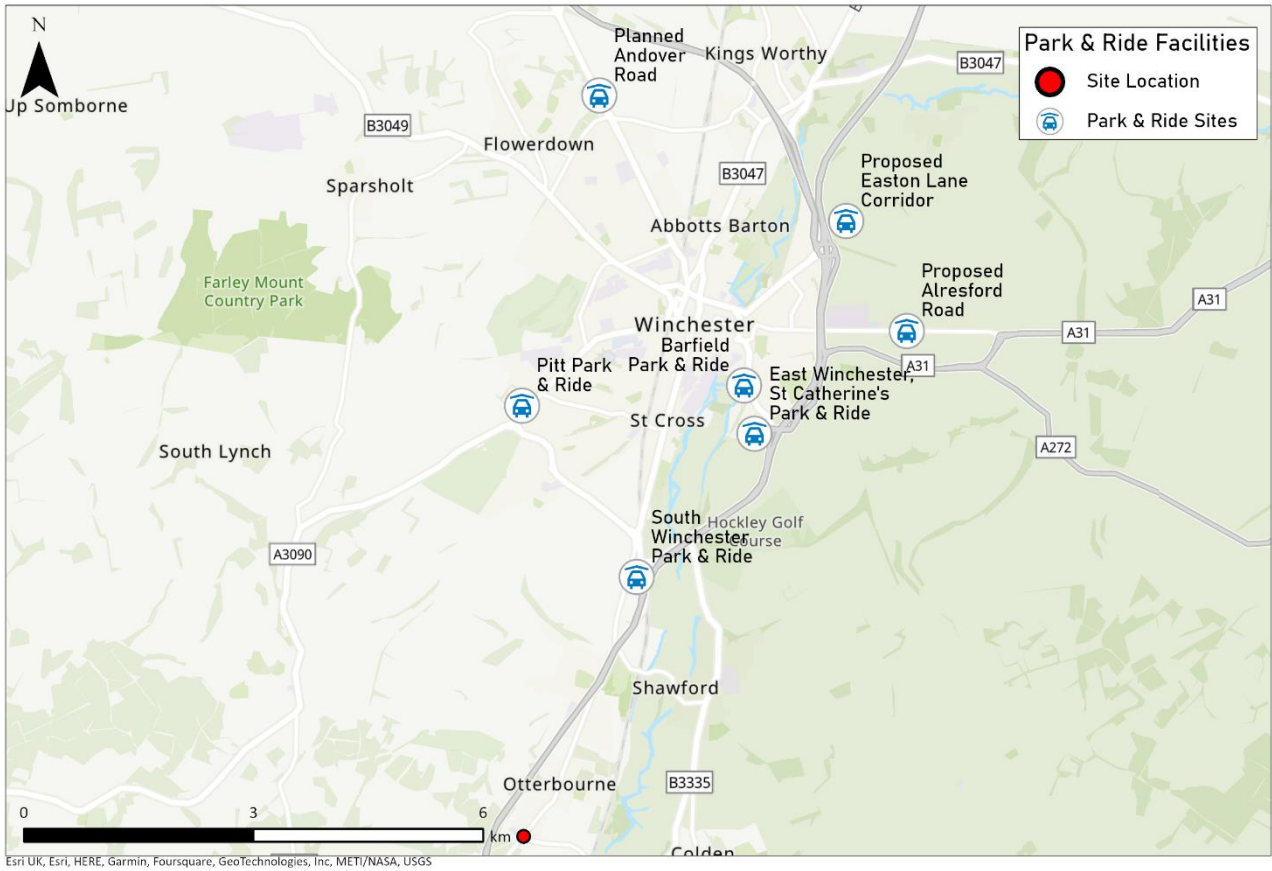 N
Planned
Andover
Road
Kings Worthy
B3047
Park & Ride Facilities
Site Location
Park & Ride Sites
Up Somborne
B3049
Flowerdown
Sparsholt
B3047
Proposed
Easton Lane
Corridor
Abbotts Barton
Farley Mount
Country Park
Proposed
Alresford
Road
A31
A31
A31
Winchester
Barfield
Park & Ride
Pitt Park
& Ride
East Winchester,
St Catherine's
Park & Ride
St Cross
South Lynch
A272
A3090
South
Winchester
Park & Ride
Hockley Golf
Course
Shawford
Otterbourne
B3335
Colden
0 3 6
km
Esri UK, Esri, HERE, Garmin, Foursquare, GeoTechnologies, Inc, METI/NASA, USGS